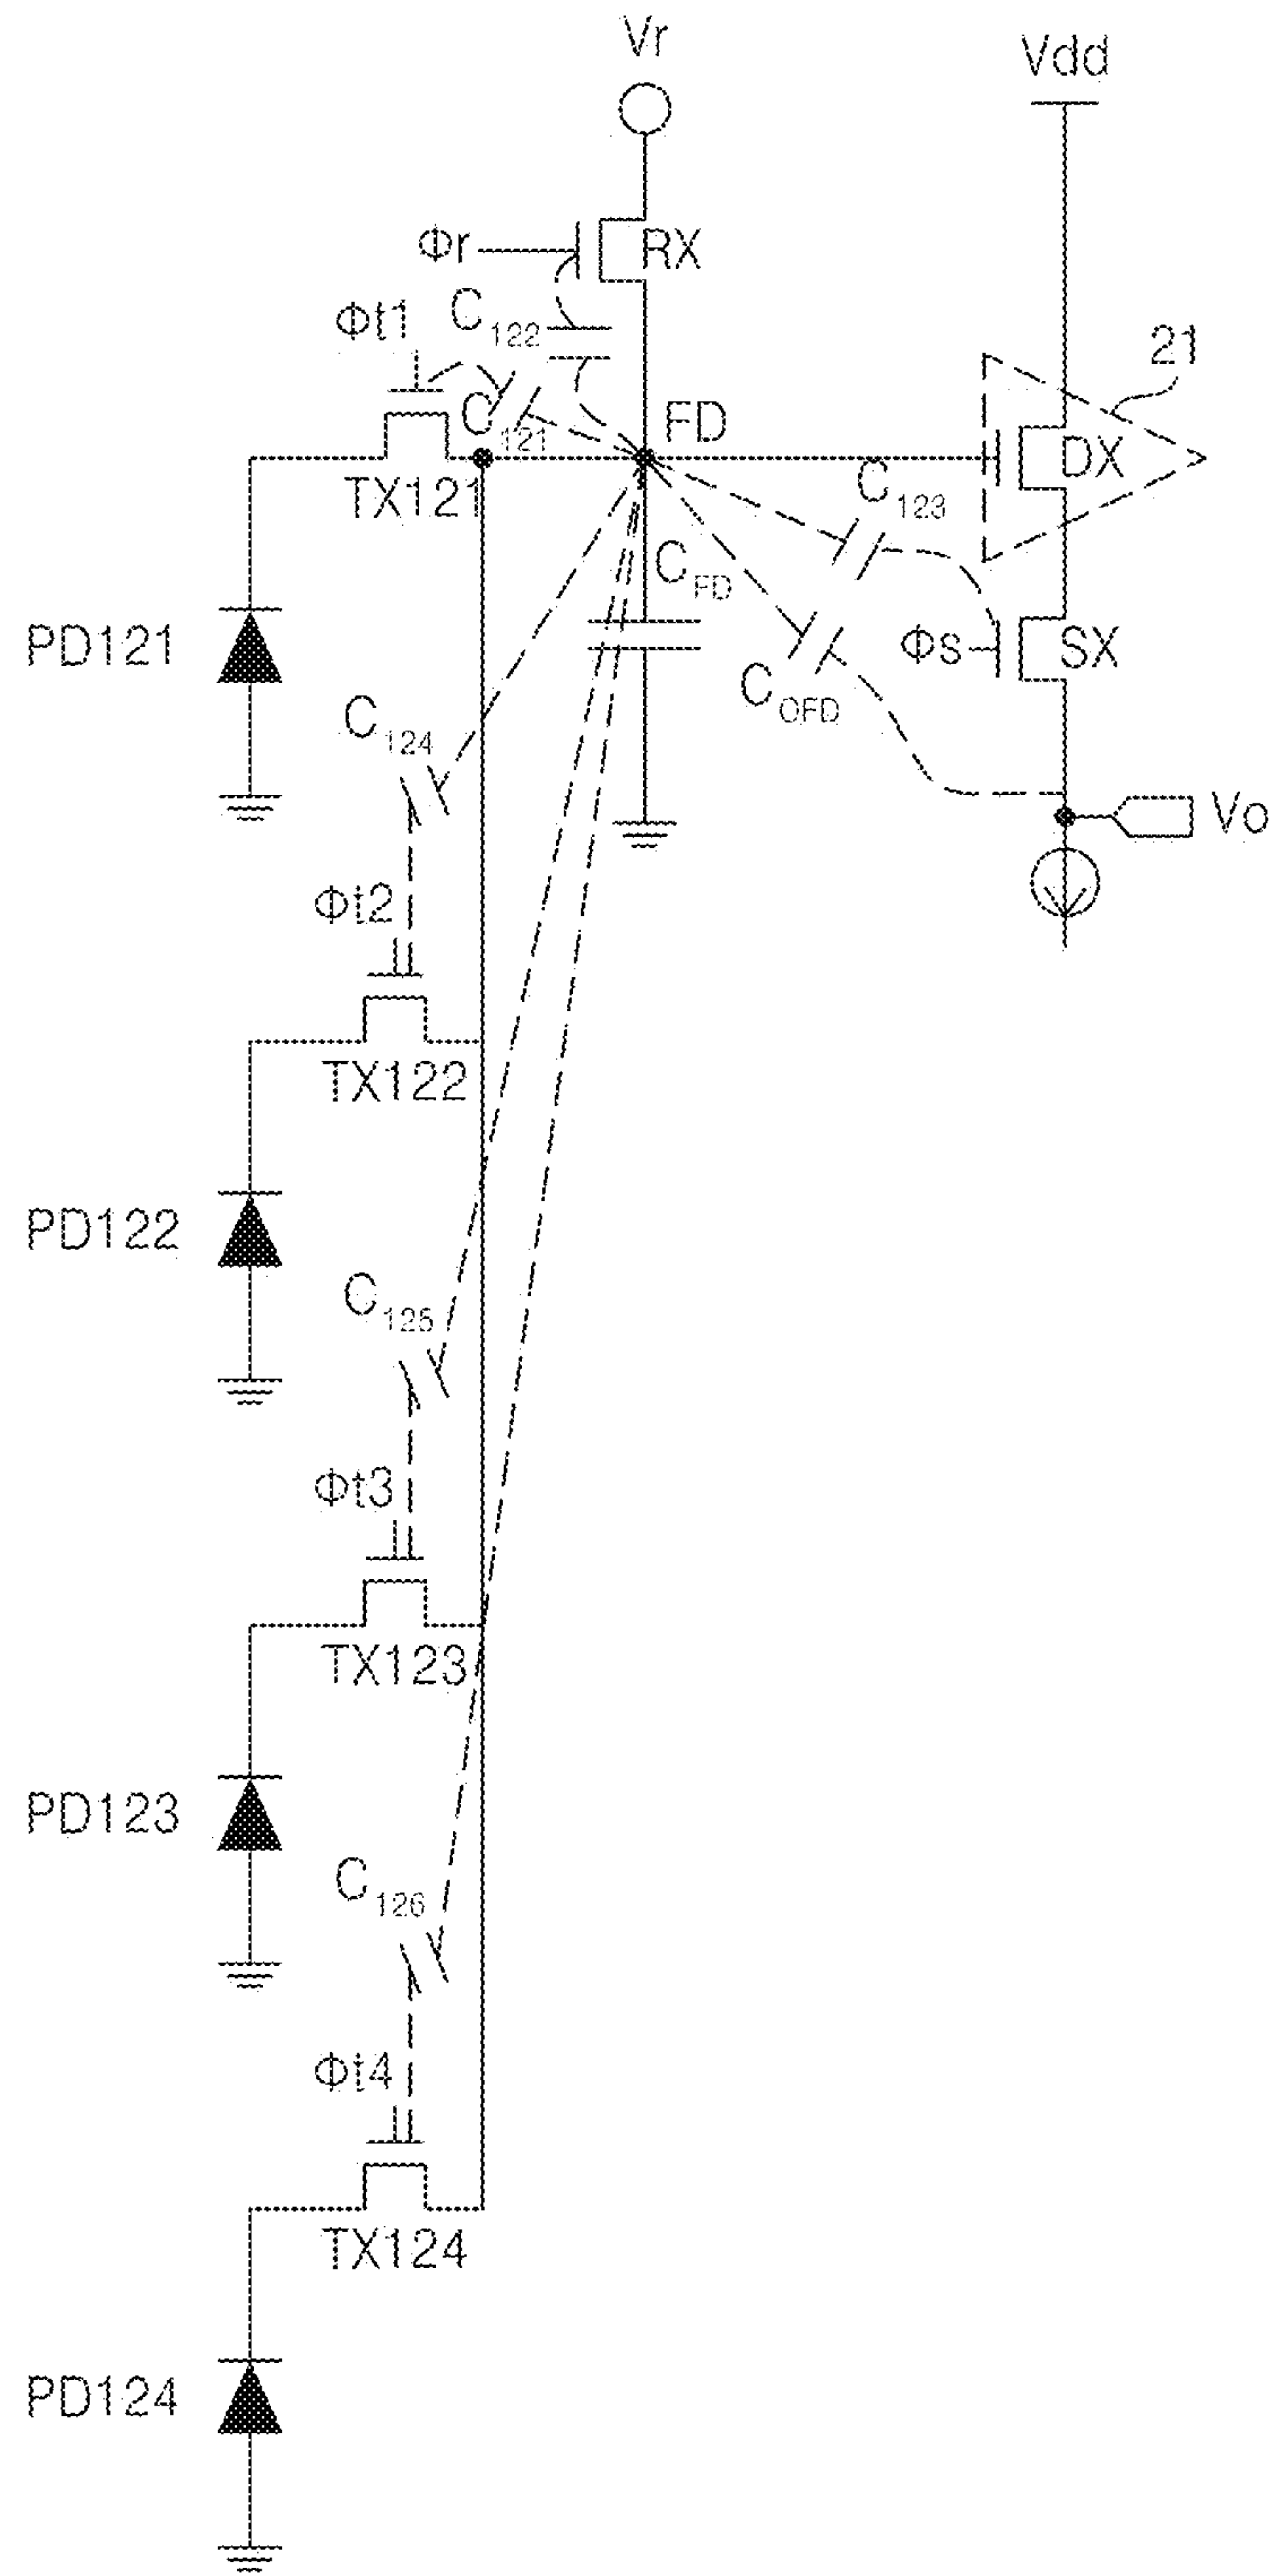 Vr
Vdd
Φr
RX
Φt1
C122
21
C121
FD
DX
TX121
C123
CFD
PD121
Φs
SX
COFD
C124
Vo
Φt2
TX122
PD122
C125
Φt3
TX123
PD123
C126
Φt4
TX124
PD124